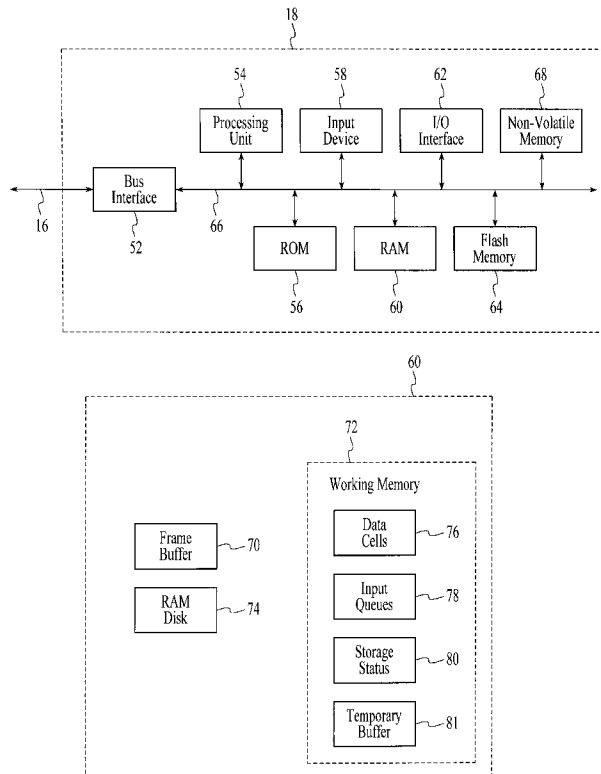 18
54
58
62
68
Processing
Unit
Input
Device
I/O
Interface
Non-Volatile
Memory
Bus
Interface
16
52
66
ROM
RAM
Flash
Memory
56
60
64
60
72
Working Memory
Frame
Buffer
70
Data
Cells
76
RAM
Disk
74
Input
Queues
78
Storage
Status
80
Temporary
Buffer
81